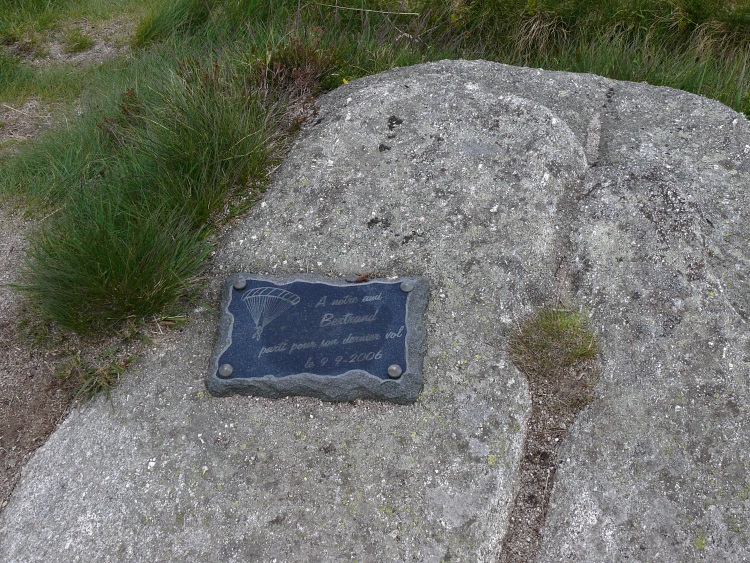 A notre ami
Bertrand
parti pour son dernier vol
le 9-9-2006